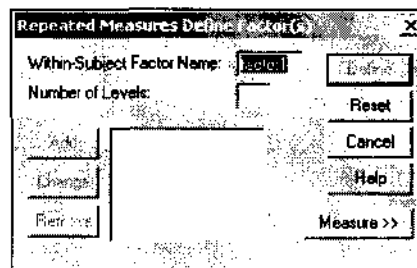 Repeated Measures Define Factor(s)
Within-Subject Factor Name: factor1
Define
Number of Levels:
Reset
Add
Cancel
Change
Help
Remove
Measure >>